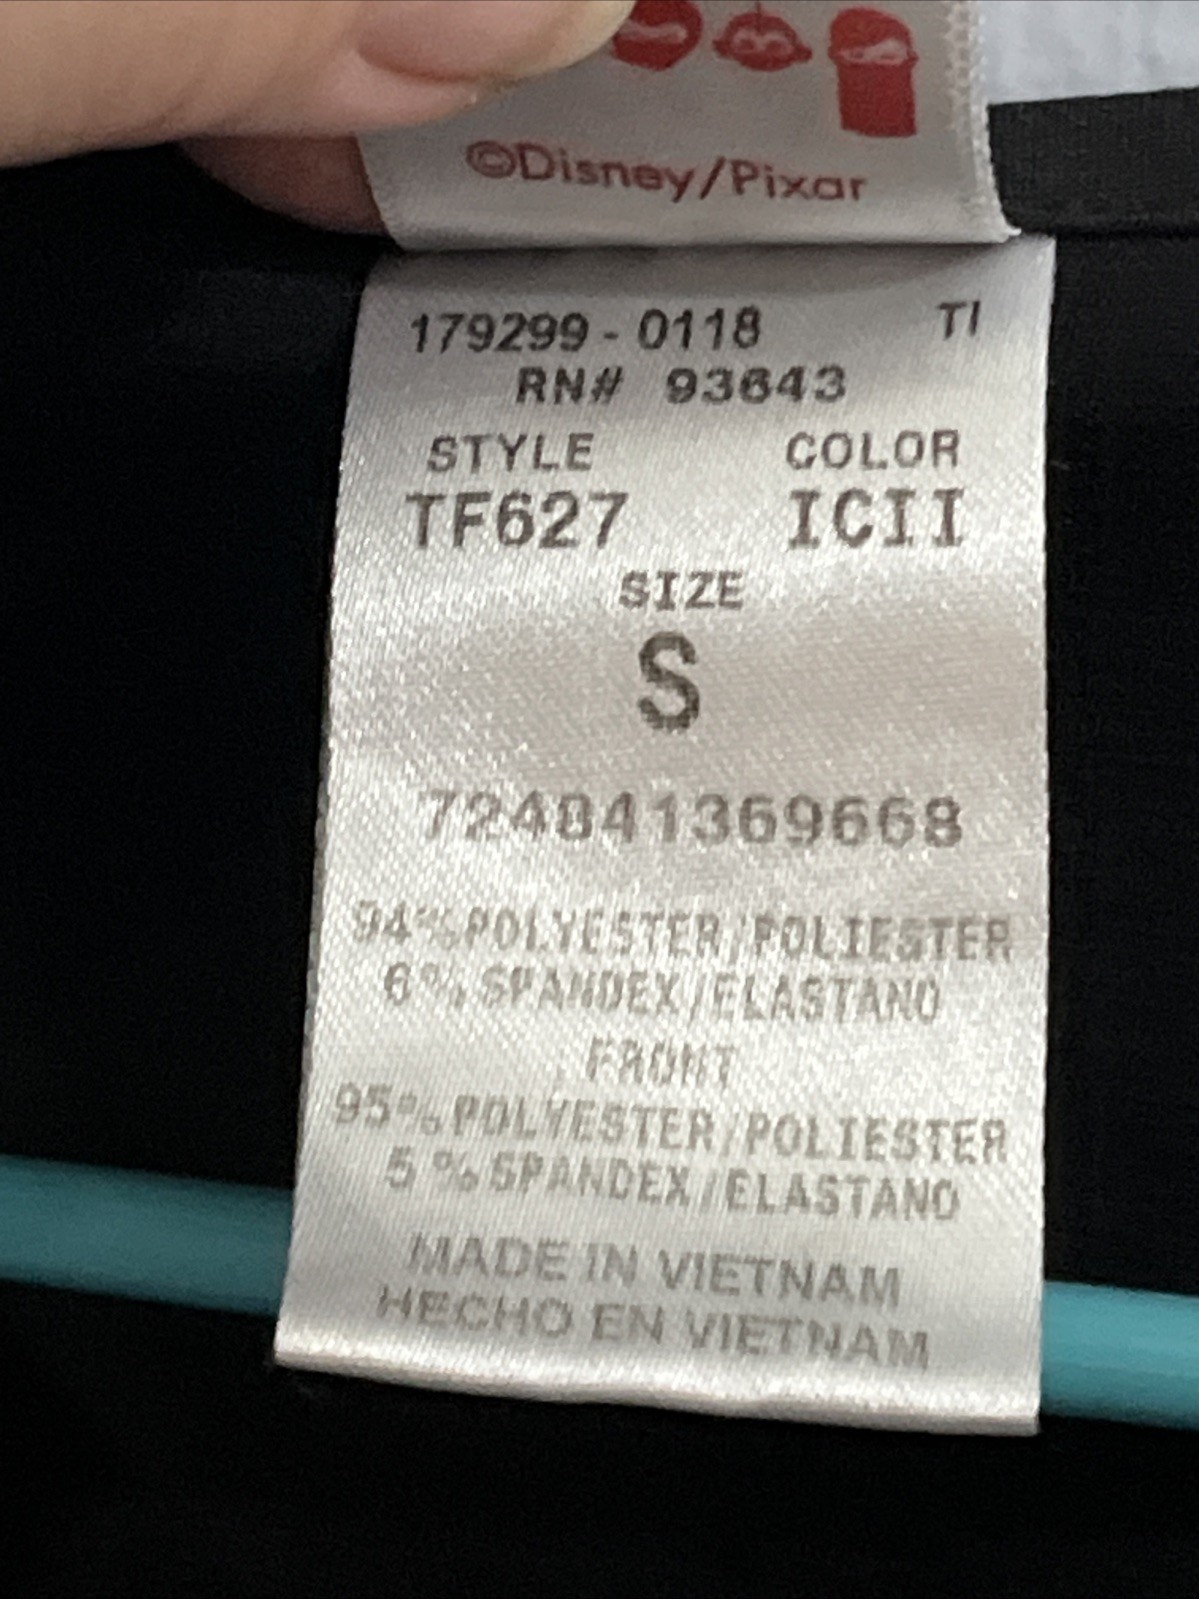 ©Disney/Pixar
179299 - 0118 TI
RN# 93643
STYLE COLOR
TF627 ICII
SIZE
S
724841369668
94%POLYESTER/POLIESTER
6% SPANDEX/ELASTANO
FRONT
95%POLYESTER/POLIESTER
5%SPANDEX/ELASTANO
MADE IN VIETNAM
HECHO EN VIETNAM